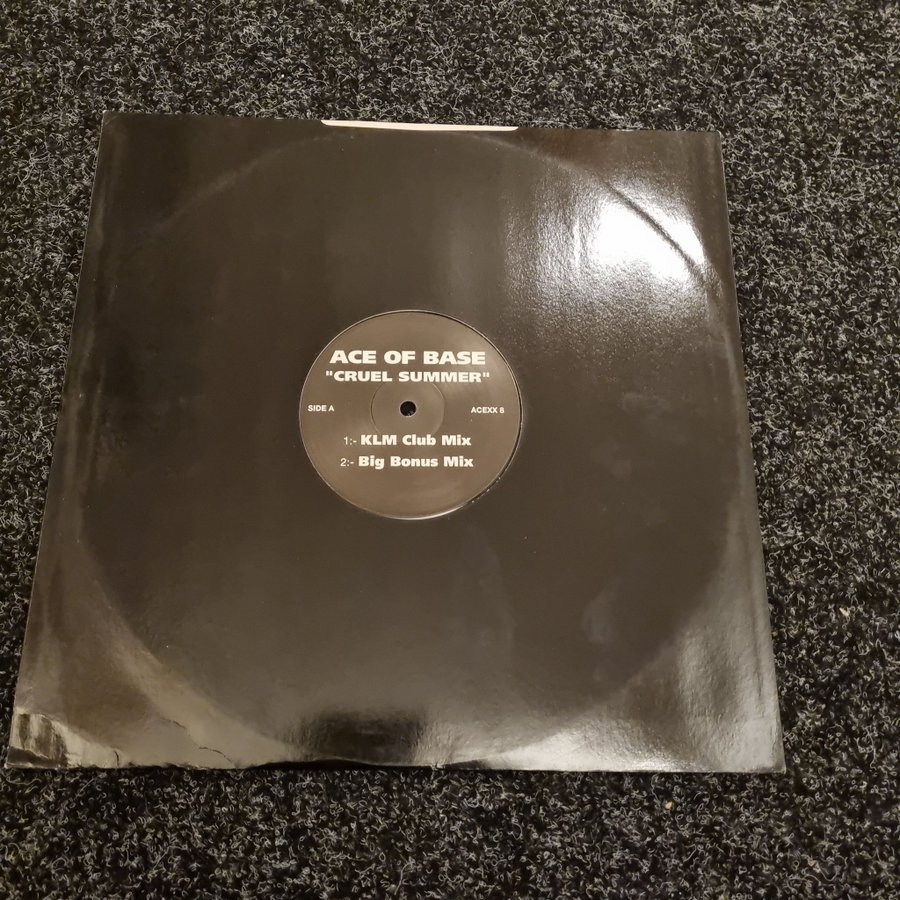 ACE OF BASE
"CRUEL SUMMER"
SIDE A ACEXX 8
1:- KLM Club Mix
2:- Big Bonus Mix